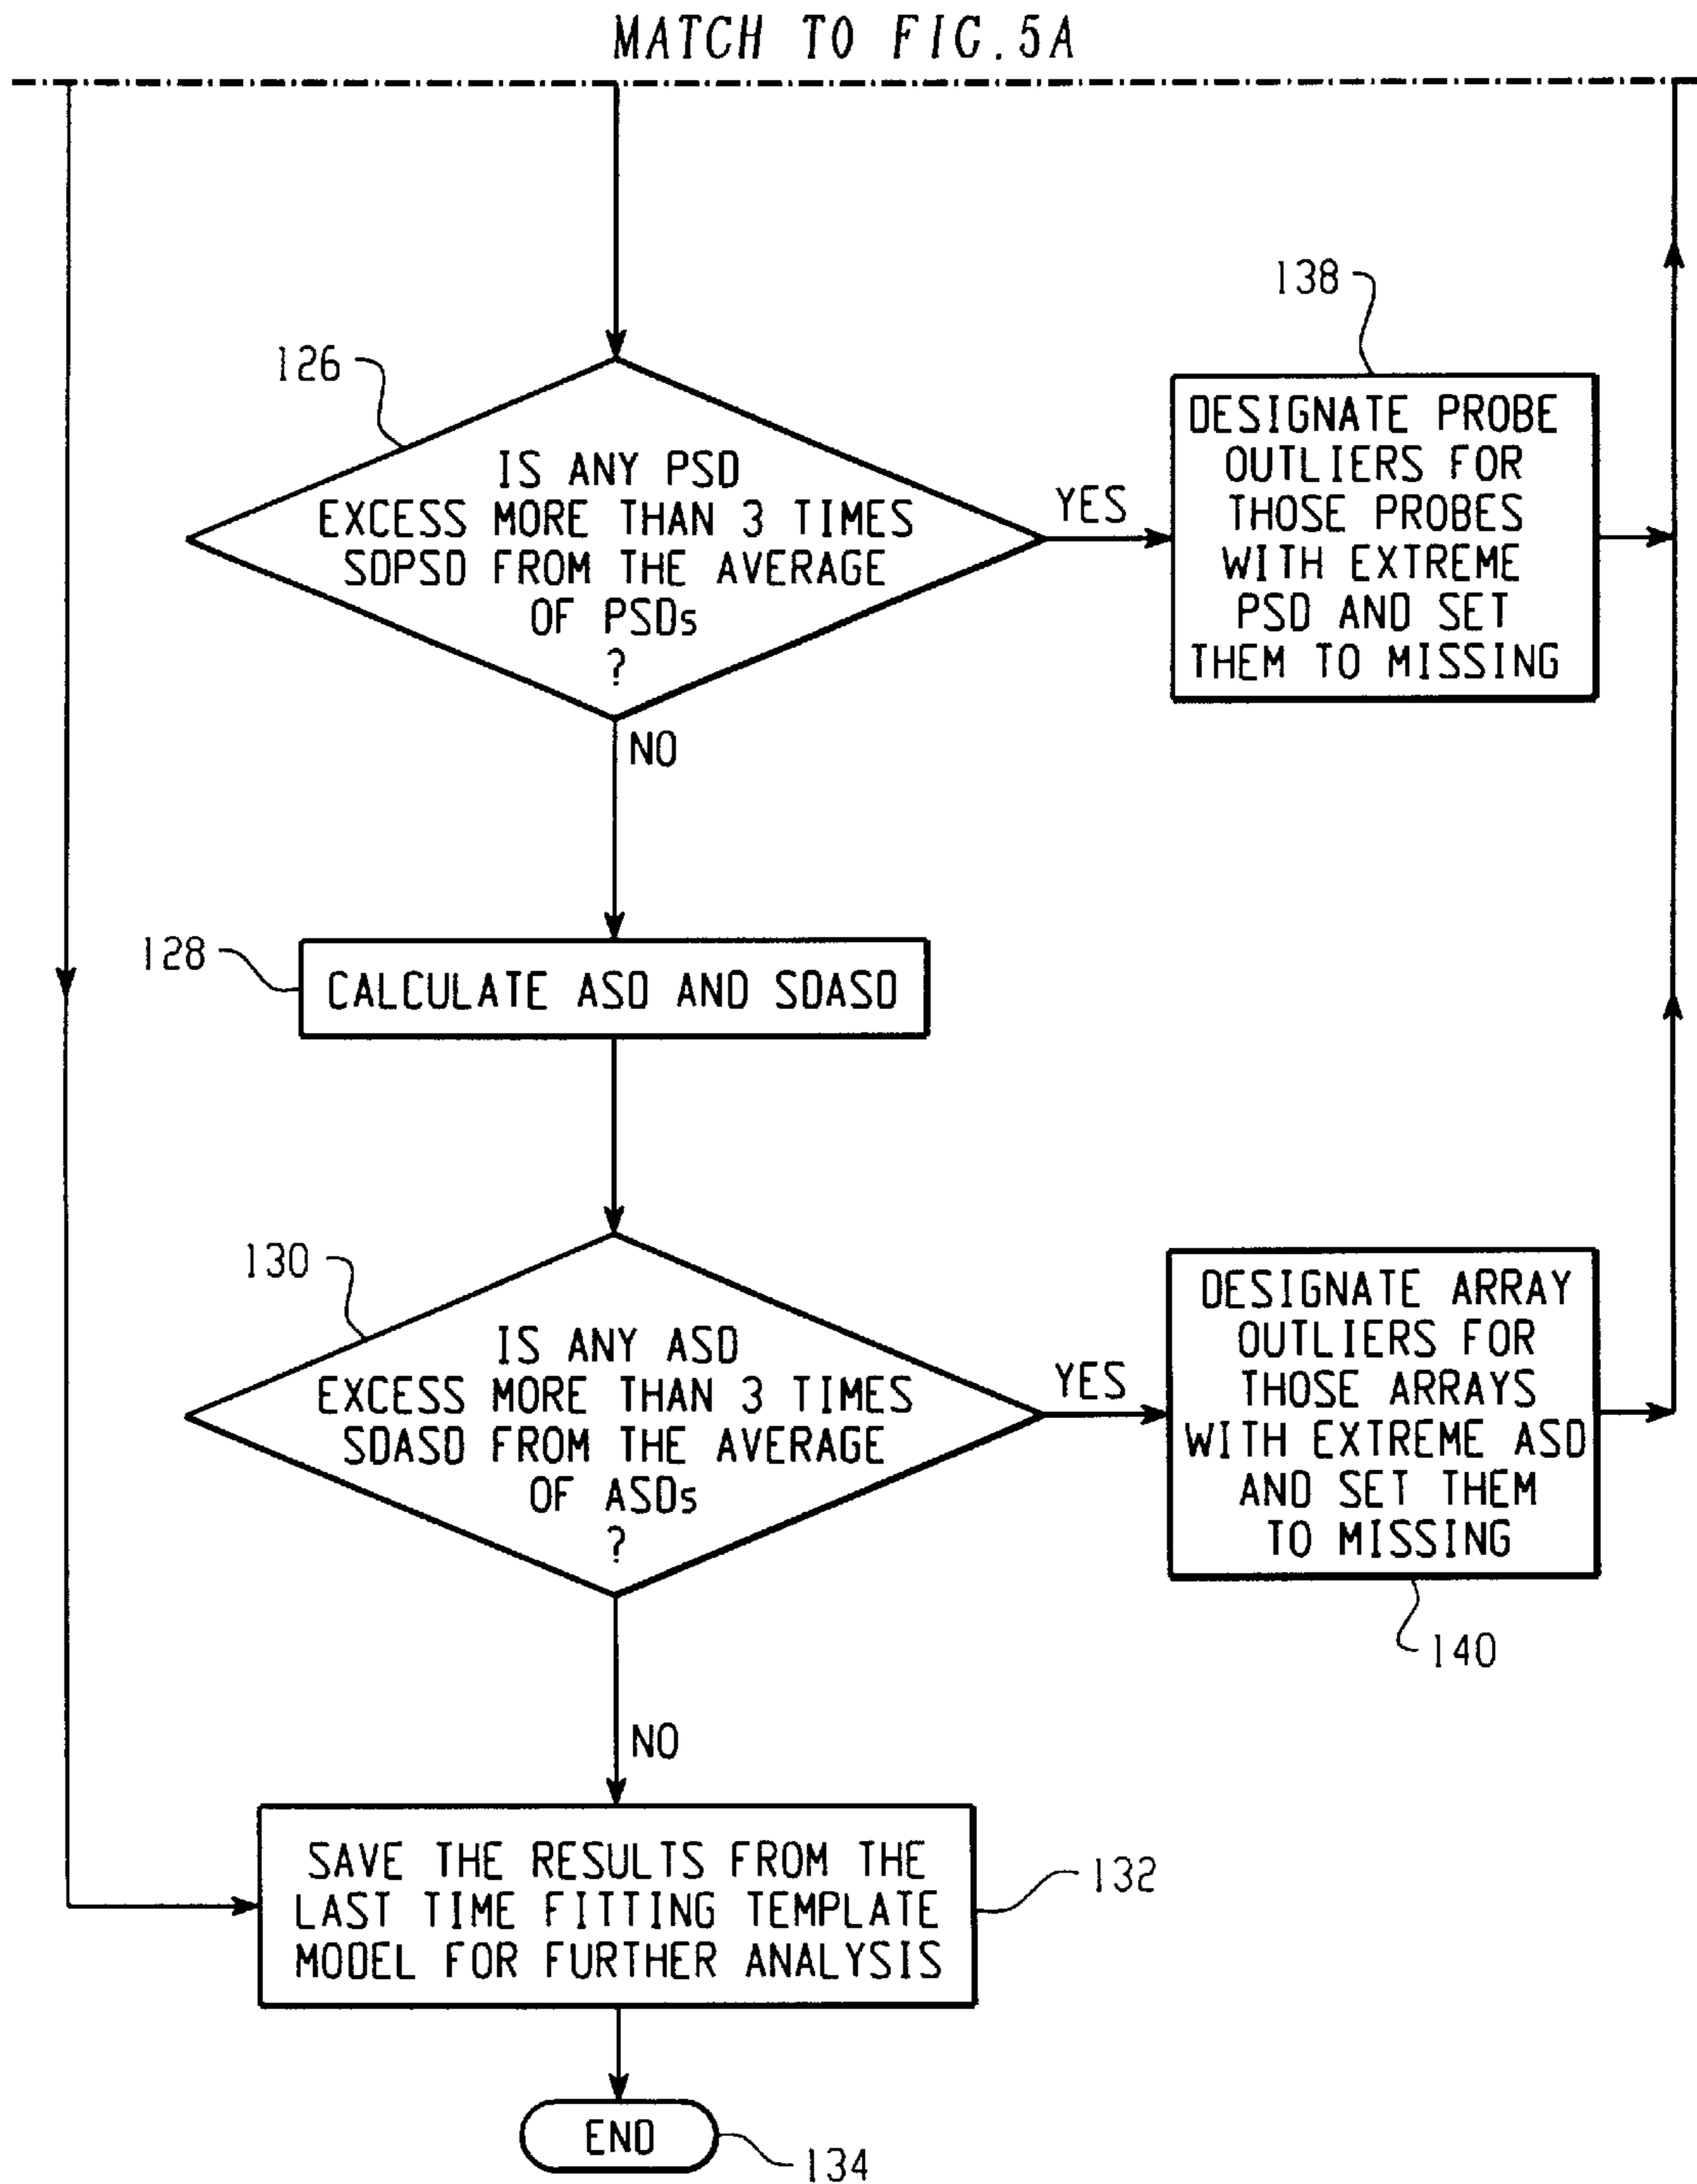 MATCH TO FIG.5A
138
126
IS ANY PSD
EXCESS MORE THAN 3 TIMES
SDPSD FROM THE AVERAGE
OF PSDs
?
YES
DESIGNATE PROBE
OUTLIERS FOR
THOSE PROBES
WITH EXTREME
PSD AND SET
THEM TO MISSING
NO
128
CALCULATE ASD AND SDASD
130
IS ANY ASD
EXCESS MORE THAN 3 TIMES
SDASD FROM THE AVERAGE
OF ASDs
?
YES
DESIGNATE ARRAY
OUTLIERS FOR
THOSE ARRAYS
WITH EXTREME ASD
AND SET THEM
TO MISSING
140
NO
SAVE THE RESULTS FROM THE
LAST TIME FITTING TEMPLATE
MODEL FOR FURTHER ANALYSIS
132
END
134